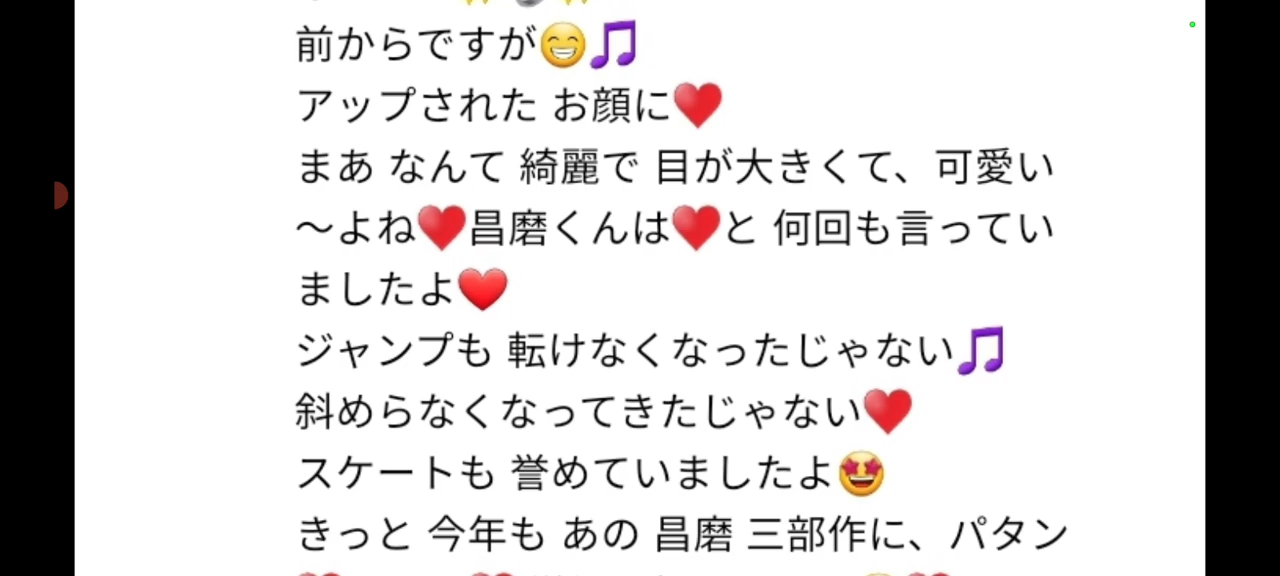 前からですが😁🎵
アップされた お顔に♥️
まあ なんて 綺麗で 目が大きくて、可愛い
〜よね♥️昌磨くんは♥️と 何回も言ってい
ましたよ❤️
ジャンプも 転けなくなったじゃない🎵
斜めらなくなってきたじゃない♥️
スケートも 誉めていましたよ🤩
きっと 今年も あの 昌磨 三部作に、パタン